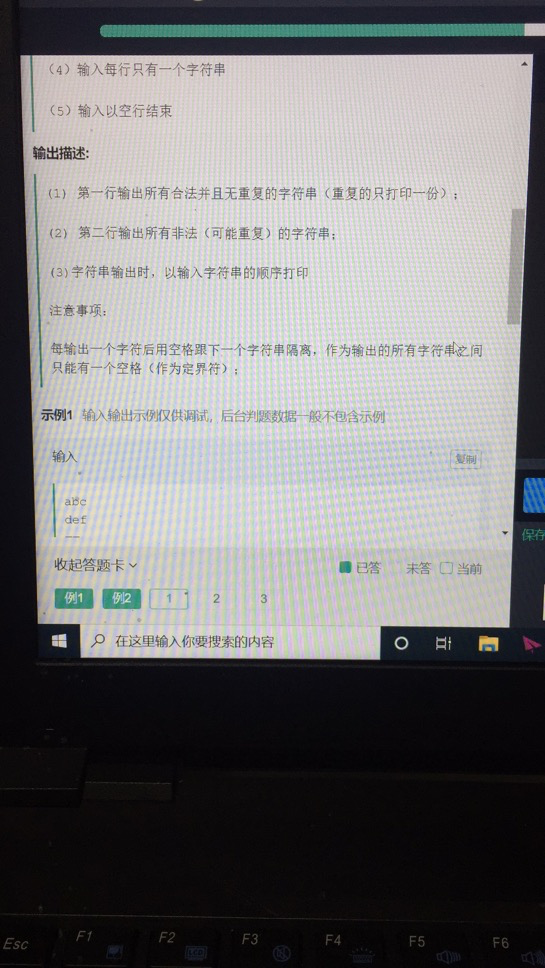 （4）输入每行只有一个字符串
（5）输入以空行结束
输出描述:
(1) 第一行输出所有合法并且无重复的字符串（重复的只打印一份）;
(2) 第二行输出所有非法（可能重复）的字符串;
(3)字符串输出时，以输入字符串的顺序打印
注意事项:
每输出一个字符后用空格跟下一个字符串隔离，作为输出的所有字符串之间
只能有一个空格（作为定界符）;
示例1 输入输出示例仅供调试，后台判题数据一般不包含示例
输入
复制
abc
def
保存
收起答题卡
已答 未答 当前
例1 例2 1 2 3
在这里输入你要搜索的内容
Esc F1 F2 F3 F4 F5 F6